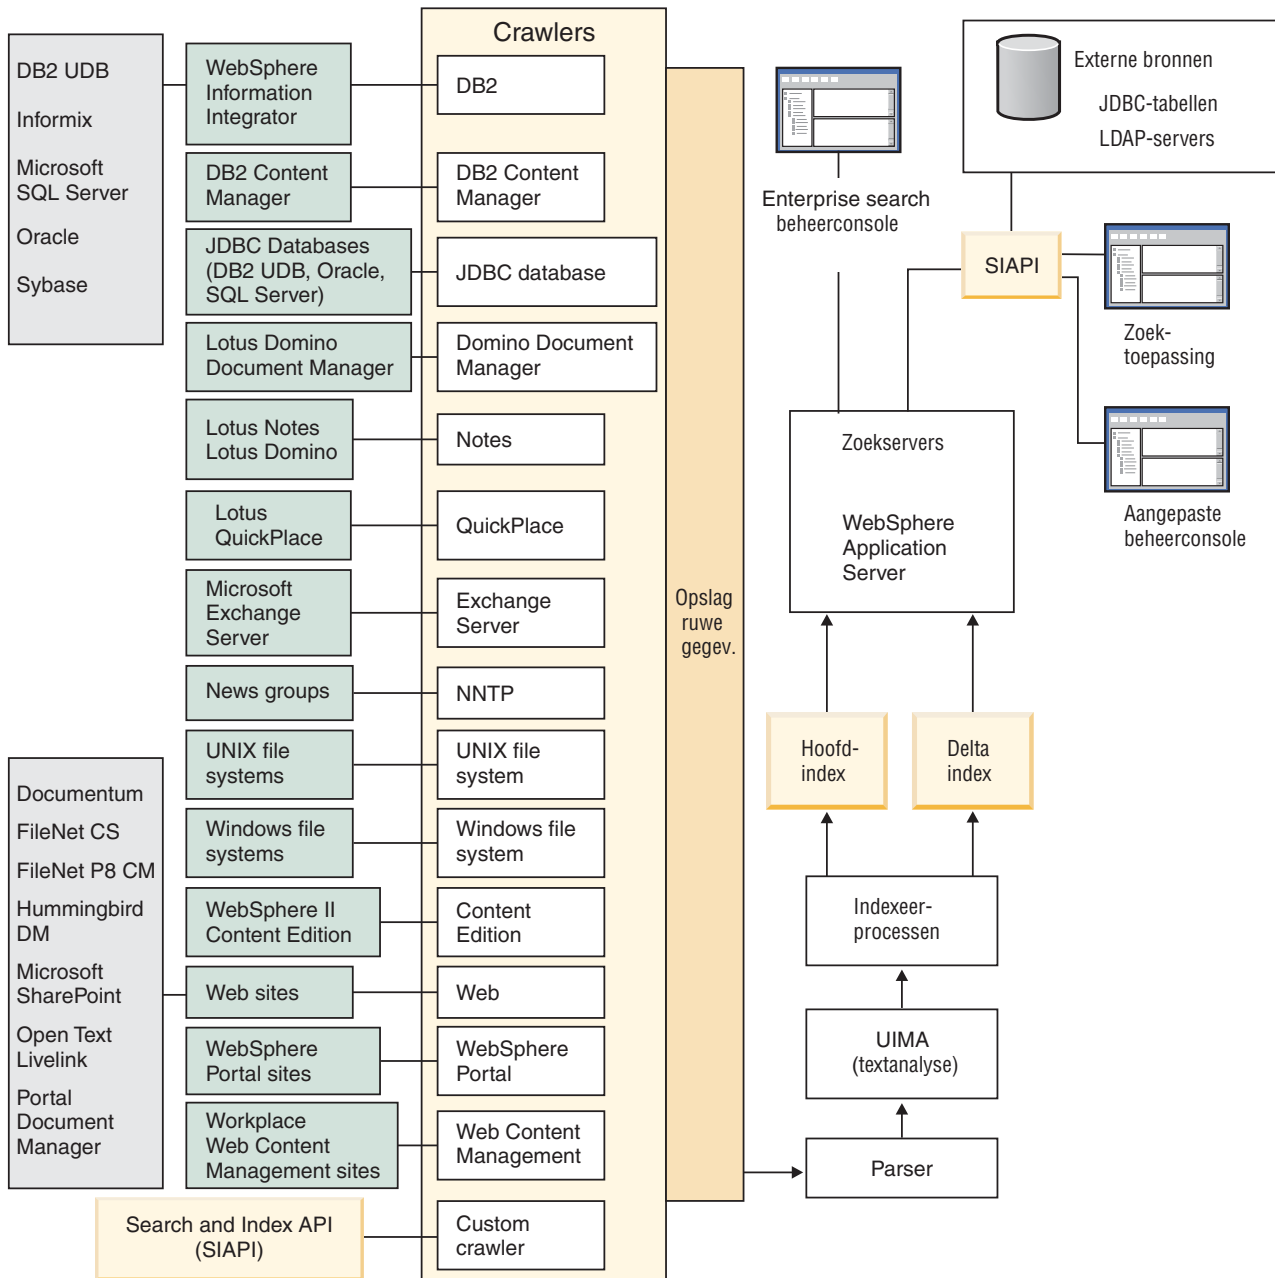 DB2 UDB
Informix
Microsoft
SQL Server
Oracle
Sybase
Documentum
FileNet CS
FileNet P8 CM
Hummingbird
DM
Microsoft
SharePoint
Open Text
Livelink
Portal
Document
Manager
WebSphere
Information
Integrator
DB2 Content
Manager
JDBC Databases
(DB2 UDB, Oracle,
SQL Server)
Lotus Domino
Document Manager
Lotus Notes
Lotus Domino
Lotus
QuickPlace
Microsoft
Exchange
Server
News groups
UNIX file
systems
Windows file
systems
WebSphere II
Content Edition
Web sites
WebSphere
Portal sites
Workplace
Web Content
Management sites
Search and Index API
(SIAPI)
Crawlers
DB2
DB2 Content
Manager
JDBC database
Domino Document
Manager
Notes
QuickPlace
Exchange
Server
NNTP
UNIX file
system
Windows file
system
Content
Edition
Web
WebSphere
Portal
Web Content
Management
Custom
crawler
Opslag
ruwe
gegev.
Enterprise search
beheerconsole
Externe bronnen
JDBC-tabellen
LDAP-servers
SIAPI
Zoek-
toepassing
Aangepaste
beheerconsole
Zoekservers
WebSphere
Application
Server
Hoofd-
index
Delta
index
Indexeer-
processen
UIMA
(textanalyse)
Parser